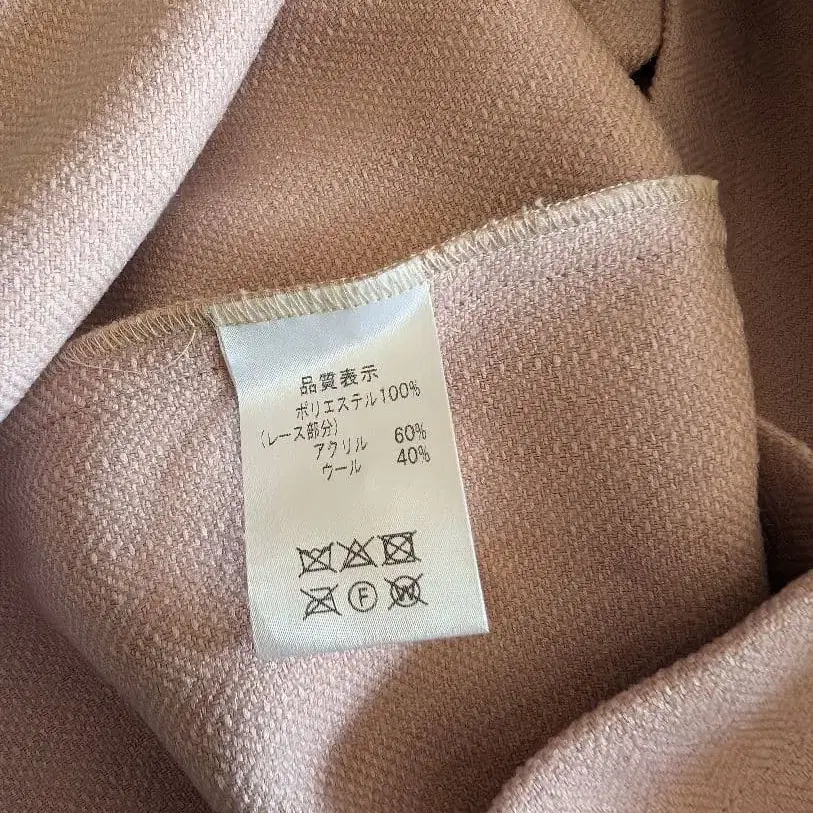 品質表示
ポリエステル100%
(レース部分)
アクリル 60%
ウール 40%
F W